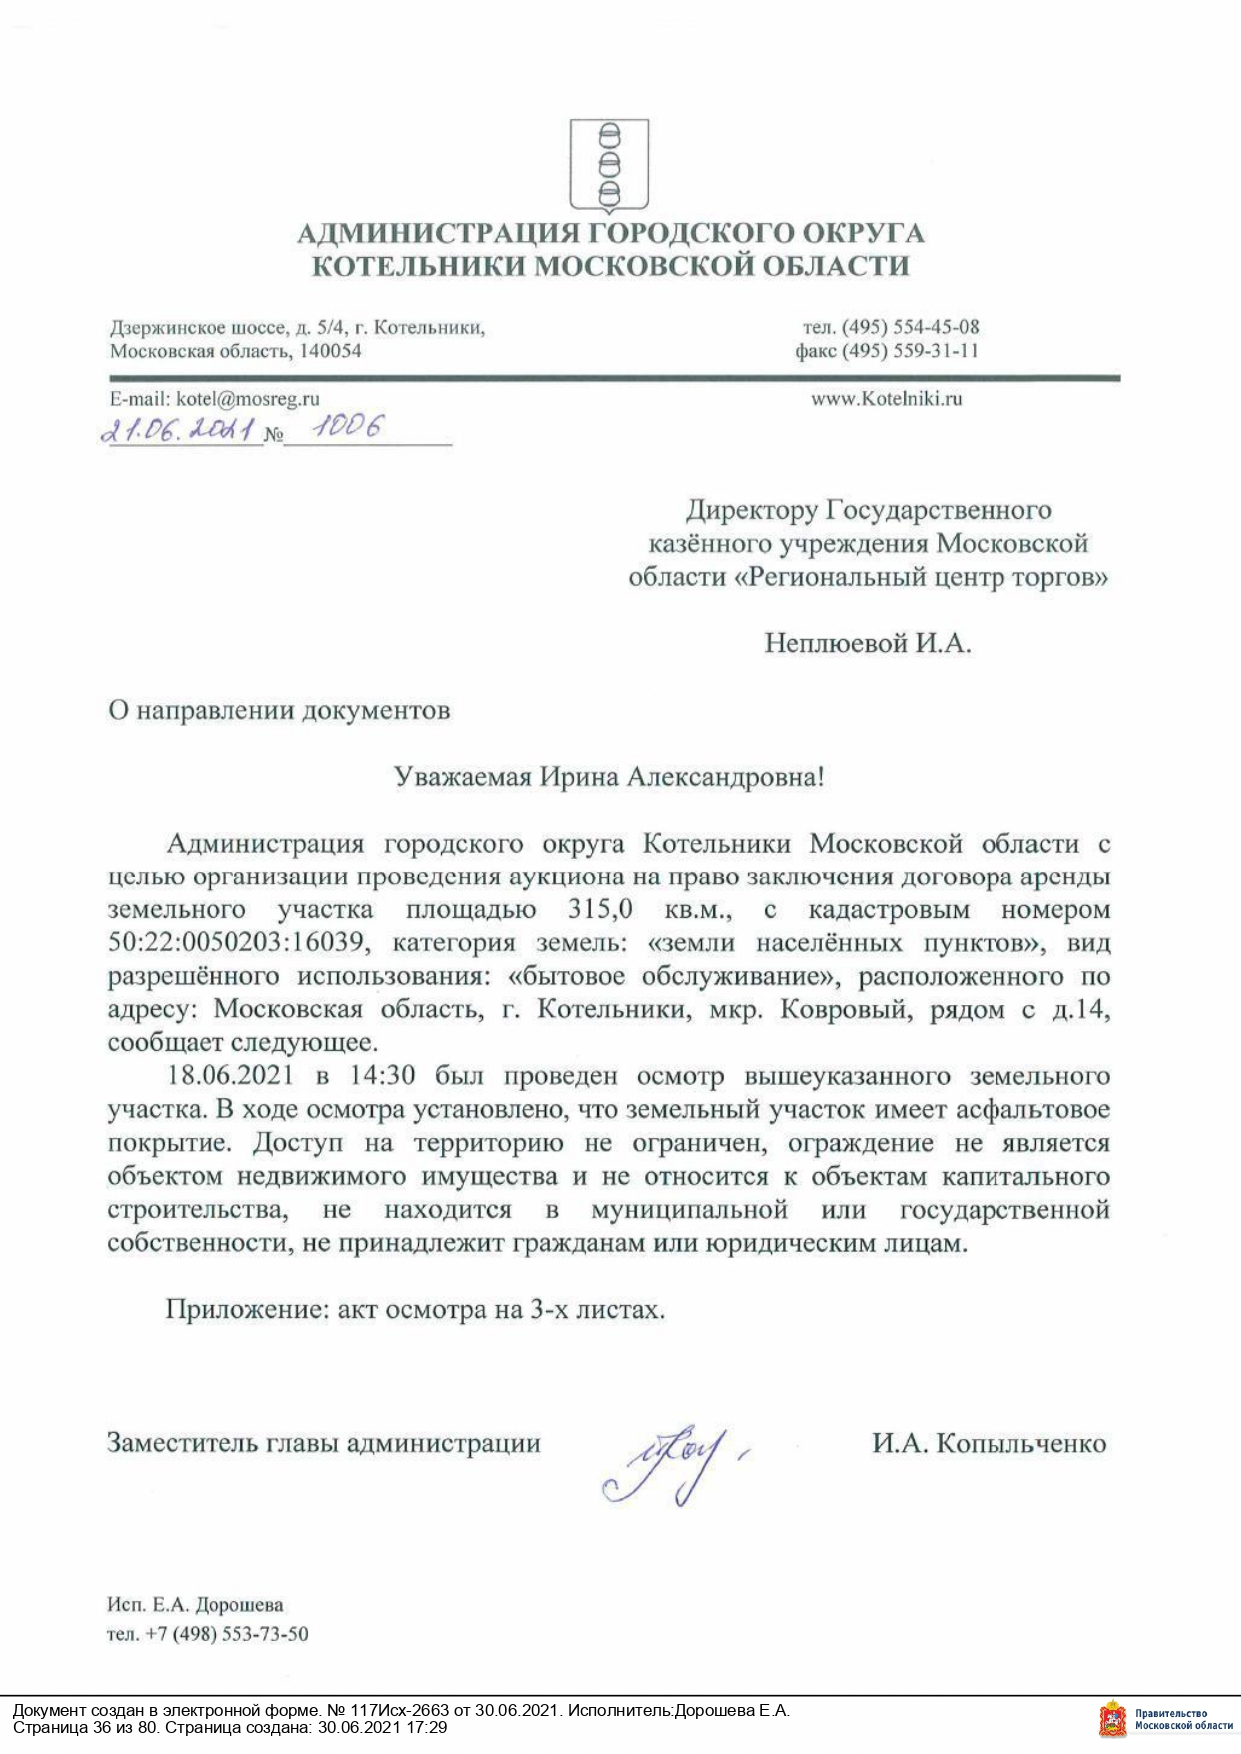 АДМИНИСТРАЦИЯ ГОРОДСКОГО ОКРУГА
КОТЕЛЬНИКИ МОСКОВСКОЙ ОБЛАСТИ
Дзержинское шоссе, д. 5/4, г. Котельники,
Московская область, 140054
тел. (495) 554-45-08
факс (495) 559-31-11
E-mail: kotel@mosreg.ru
www.Kotelniki.ru
21.06.2021 № 1006
Директору Государственного
казённого учреждения Московской
области «Региональный центр торгов»
Неплюевой И.А.
О направлении документов
Уважаемая Ирина Александровна!
Администрация городского округа Котельники Московской области с
целью организации проведения аукциона на право заключения договора аренды
земельного участка площадью 315,0 кв.м., с кадастровым номером
50:22:0050203:16039, категория земель: «земли населённых пунктов», вид
разрешённого использования: «бытовое обслуживание», расположенного по
адресу: Московская область, г. Котельники, мкр. Ковровый, рядом с д.14,
сообщает следующее.
18.06.2021 в 14:30 был проведен осмотр вышеуказанного земельного
участка. В ходе осмотра установлено, что земельный участок имеет асфальтовое
покрытие. Доступ на территорию не ограничен, ограждение не является
объектом недвижимого имущества и не относится к объектам капитального
строительства, не находится в муниципальной или государственной
собственности, не принадлежит гражданам или юридическим лицам.
Приложение: акт осмотра на 3-х листах.
Заместитель главы администрации
И.А. Копыльченко
Исп. Е.А. Дорошева
тел. +7 (498) 553-73-50
Документ создан в электронной форме. № 117Исх-2663 от 30.06.2021. Исполнитель:Дорошева Е.А.
Страница 36 из 80. Страница создана: 30.06.2021 17:29
Правительство
Московской области